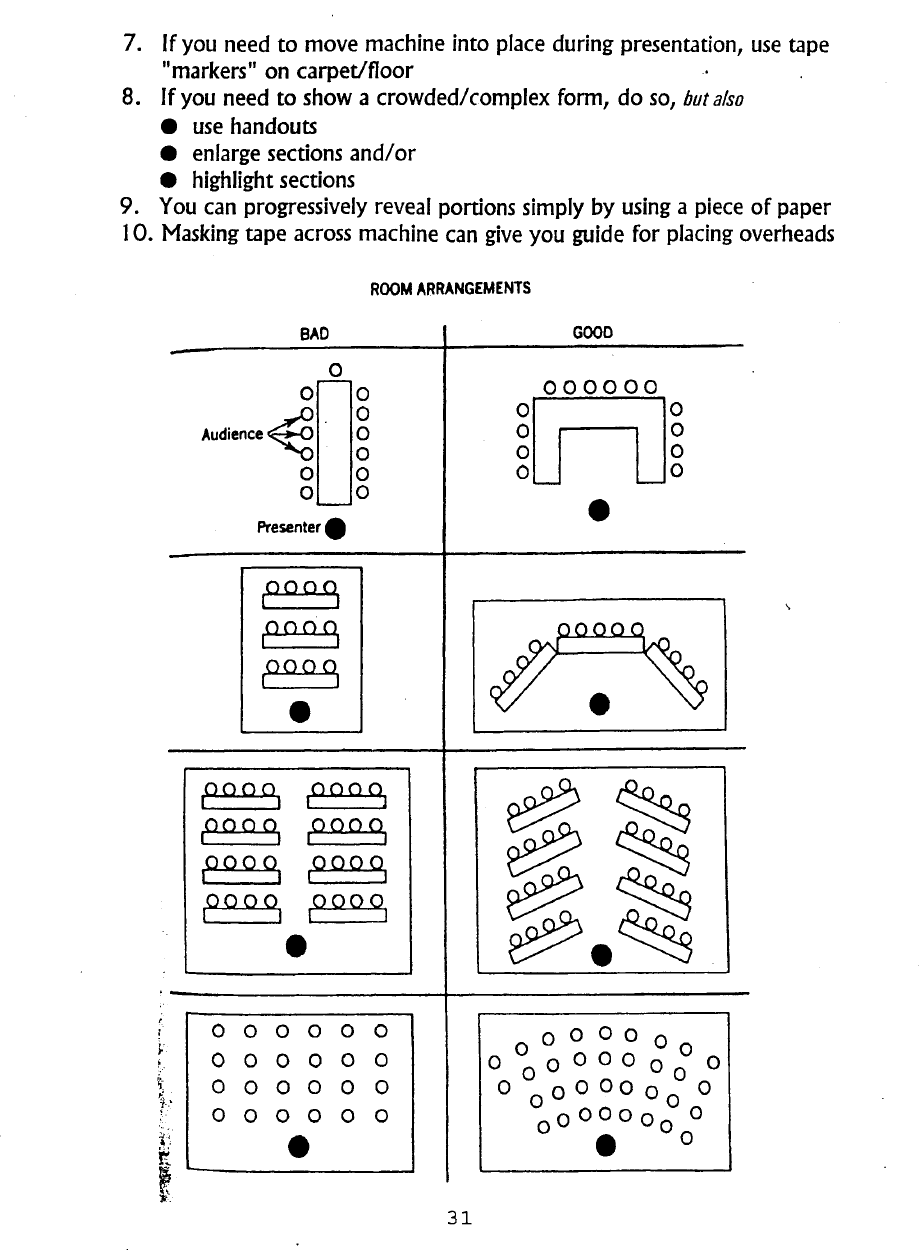 7. If you need to move machine into place during presentation, use tape
"markers" on carpet/floor
8. If you need to show a crowded/complex form, do so, but also
● use handouts
● enlarge sections and/or
● highlight sections
9. You can progressively reveal portions simply by using a piece of paper
10. Masking tape across machine can give you guide for placing overheads
ROOM ARRANGEMENTS
BAD
GOOD
Audience
Presenter
31